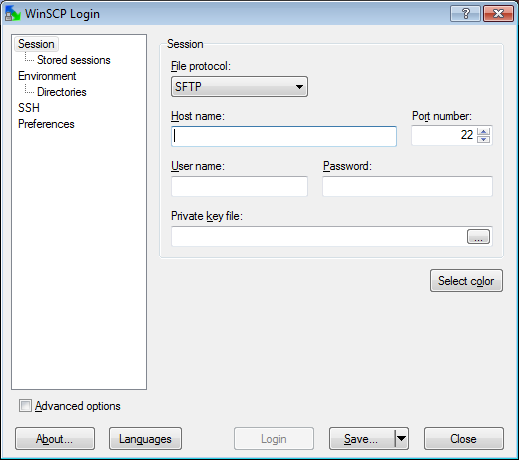 WinSCP Login
?
Session
Stored sessions
Environment
Directories
SSH
Preferences
Session
File protocol:
SFTP
Host name:
Port number:
22
User name:
Password:
Private key file:
...
Select color
Advanced options
About...
Languages
Login
Save...
Close